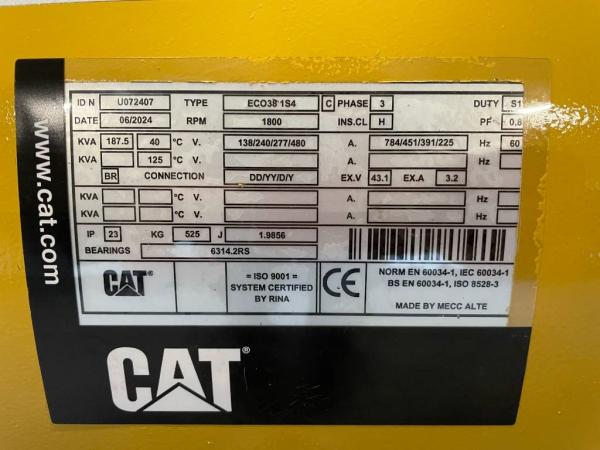 ID N U072407 TYPE ECO38 1S4 C PHASE 3 DUTY S1
DATE 06/2024 RPM 1800 INS.CL H PF 0.8
KVA 187.5 40 °C V. 138/240/277/480 A. 784/451/391/225 Hz 60
KVA 125 °C V. A. Hz
BR CONNECTION DD/YY/D/Y EX.V 43.1 EX.A 3.2
KVA °C V. A. Hz
KVA °C V. A. Hz
IP 23 KG 525 J 1.9856
BEARINGS 6314.2RS
CAT®
= ISO 9001 =
SYSTEM CERTIFIED
BY RINA
CE
NORM EN 60034-1, IEC 60034-1
BS EN 60034-1, ISO 8528-3
MADE BY MECC ALTE
www.cat.com
CAT®